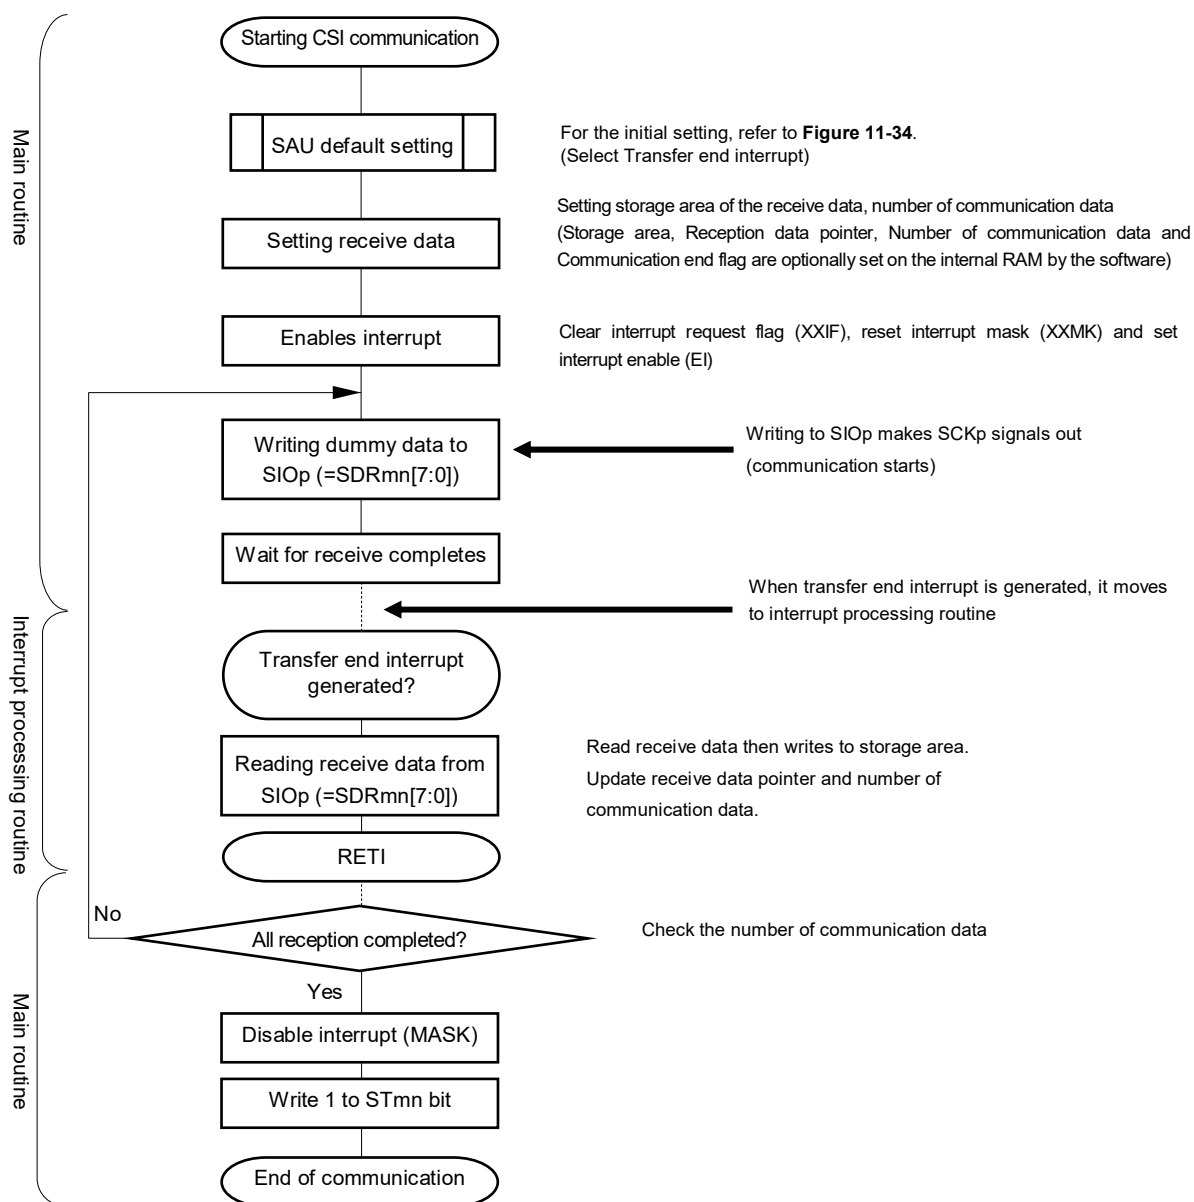 Starting CSI communication
Main routine
SAU default setting
For the initial setting, refer to Figure 11-34.
(Select Transfer end interrupt)
Setting receive data
Setting storage area of the receive data, number of communication data
(Storage area, Reception data pointer, Number of communication data and
Communication end flag are optionally set on the internal RAM by the software)
Enables interrupt
Clear interrupt request flag (XXIF), reset interrupt mask (XXMK) and set
interrupt enable (EI)
Writing dummy data to
SIOp (=SDRmn[7:0])
Writing to SIOp makes SCKp signals out
(communication starts)
Wait for receive completes
When transfer end interrupt is generated, it moves
to interrupt processing routine
Interrupt processing routine
Transfer end interrupt
generated?
Reading receive data from
SIOp (=SDRmn[7:0])
Read receive data then writes to storage area.
Update receive data pointer and number of
communication data.
RETI
No
All reception completed?
Check the number of communication data
Yes
Main routine
Disable interrupt (MASK)
Write 1 to STmn bit
End of communication